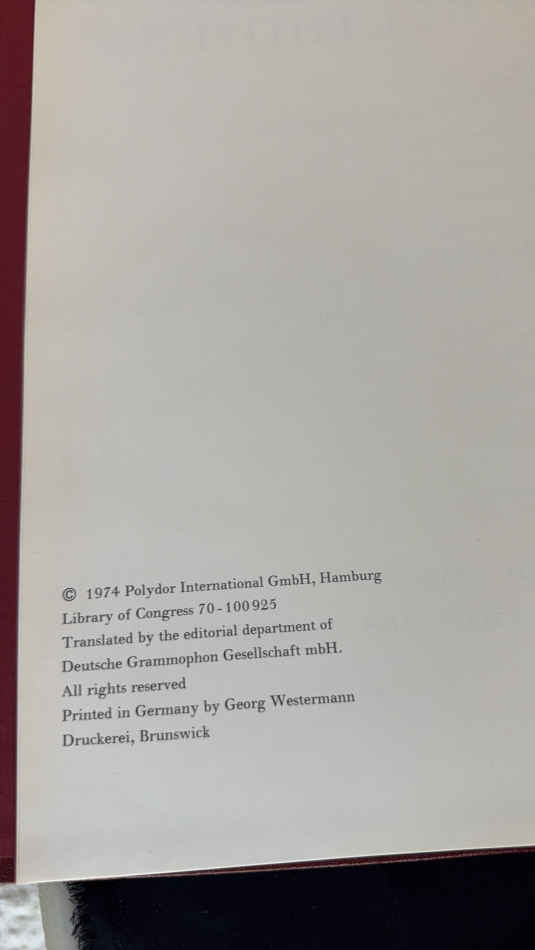 © 1974 Polydor International GmbH, Hamburg
Library of Congress 70-100925
Translated by the editorial department of
Deutsche Grammophon Gesellschaft mbH.
All rights reserved
Printed in Germany by Georg Westermann
Druckerei, Brunswick